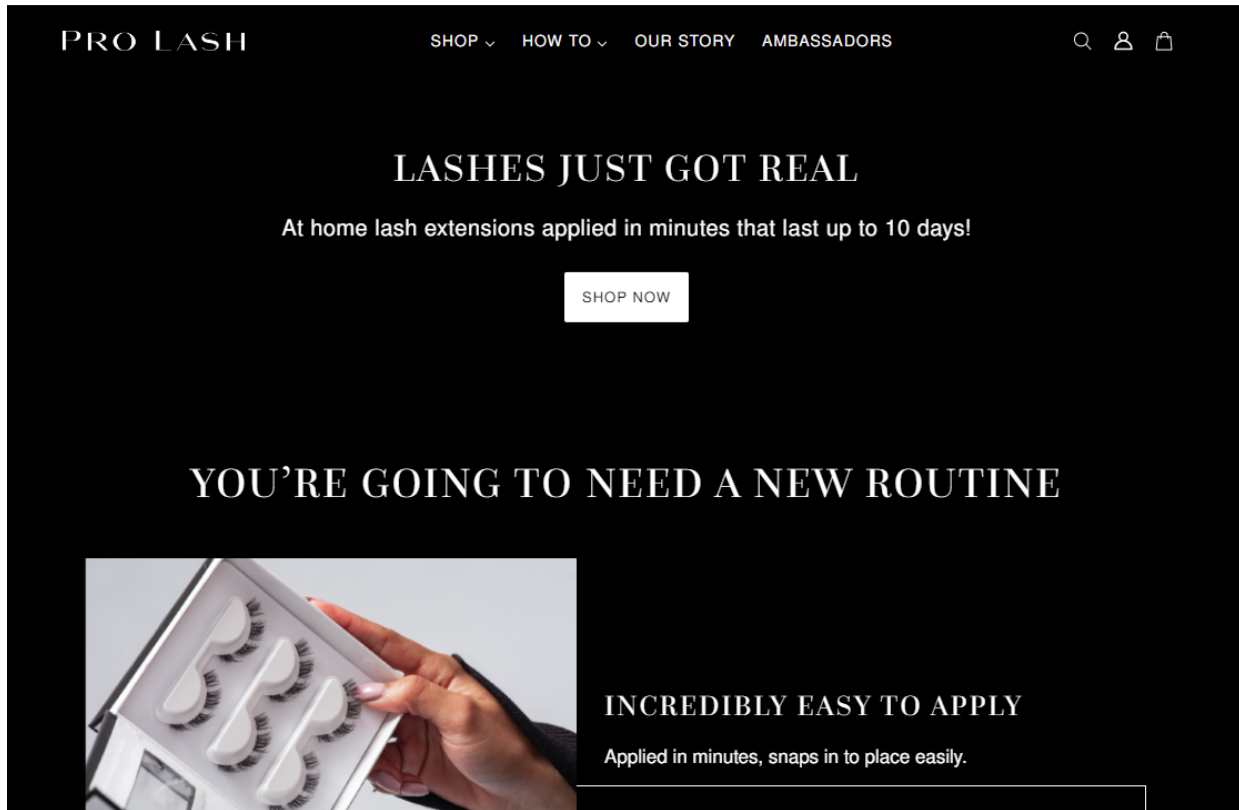 PRO LASH
SHOP
HOW TO
OUR STORY
AMBASSADORS
LASHES JUST GOT REAL
At home lash extensions applied in minutes that last up to 10 days!
SHOP NOW
YOU’RE GOING TO NEED A NEW ROUTINE
INCREDIBLY EASY TO APPLY
Applied in minutes, snaps in to place easily.